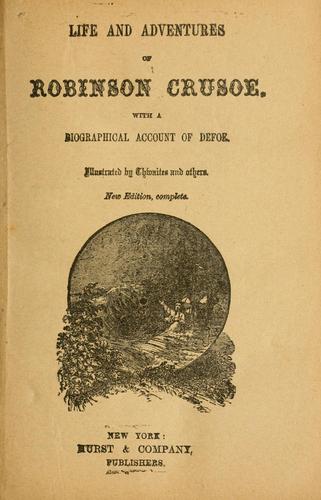 LIFE AND ADVENTURES
OF
ROBINSON CRUSOE.
WITH A
BIOGRAPHICAL ACCOUNT OF DEFOE.
Illustrated by Thwaites and others.
New Edition, complete.
NEW YORK:
HURST & COMPANY,
PUBLISHERS.